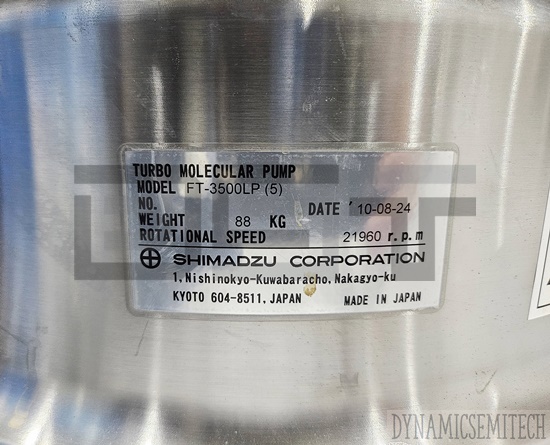 TURBO MOLECULAR PUMP
MODEL FT-3500LP (5)
NO.
DATE '10-08-24
WEIGHT 88 KG
ROTATIONAL SPEED 21960 r.p.m
SHIMADZU CORPORATION
1, Nishinokyo-Kuwabaracho, Nakagyo-ku
KYOTO 604-8511, JAPAN MADE IN JAPAN
DYNAMICSEMITECH